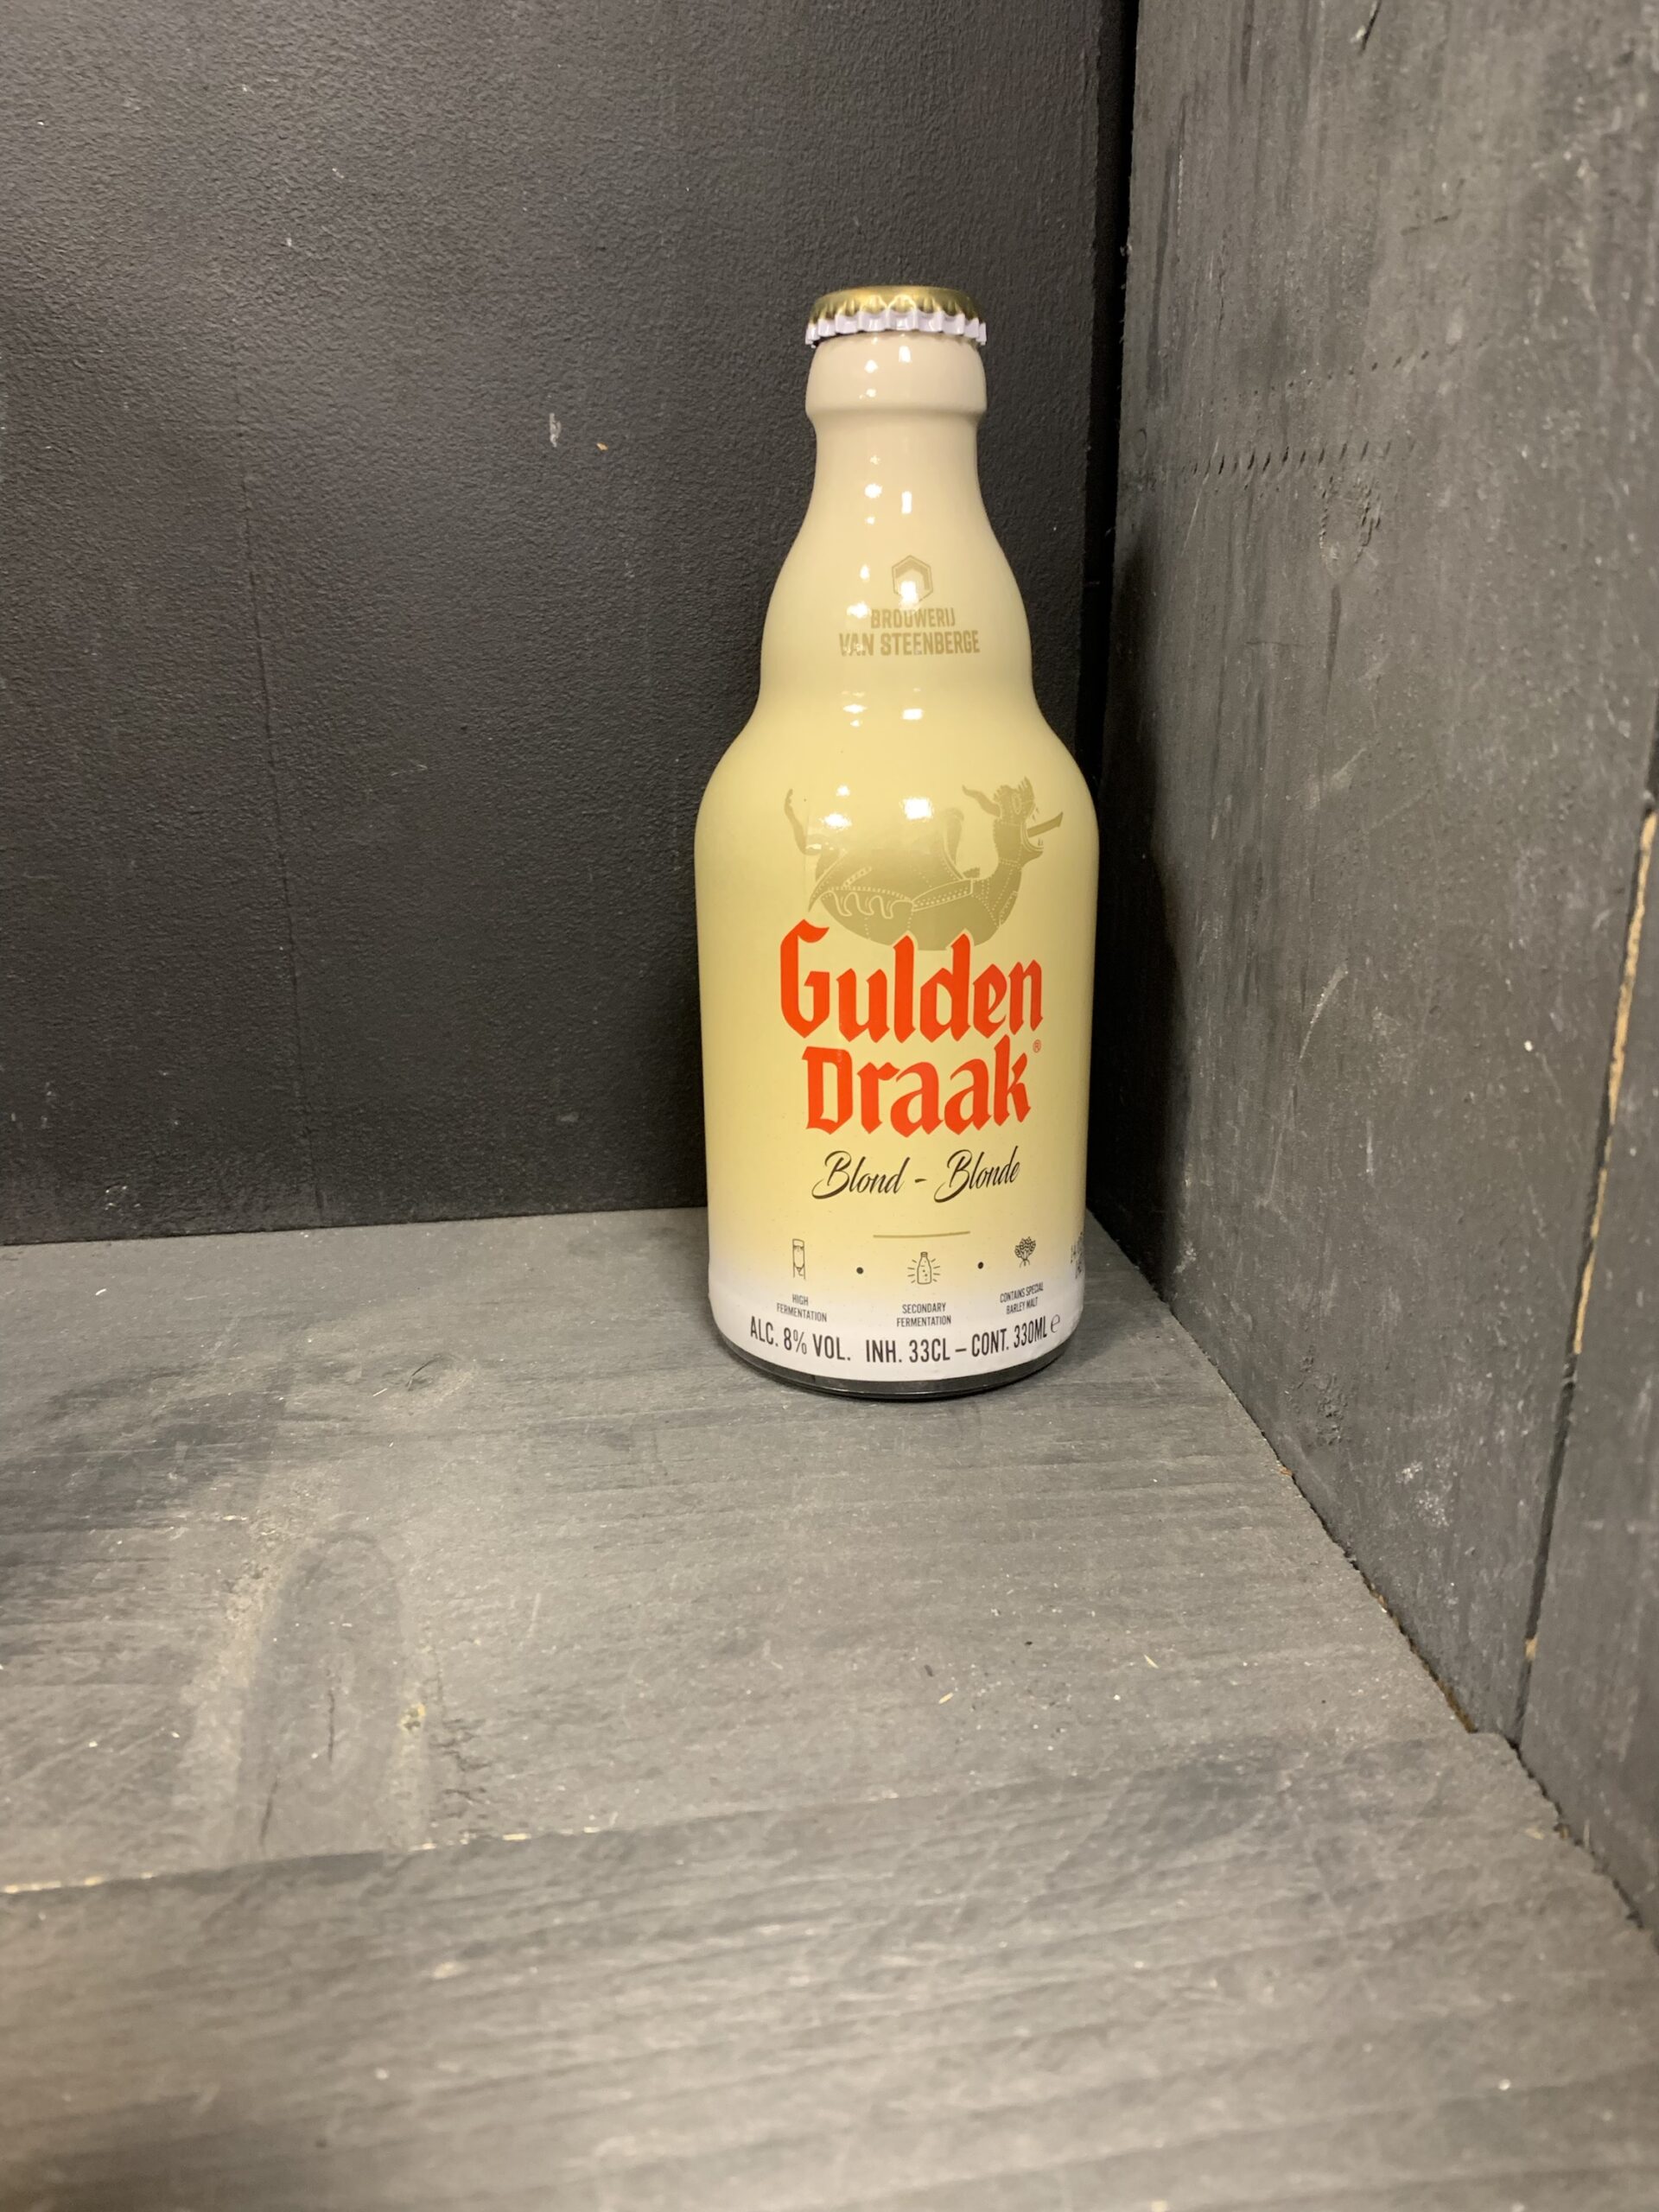 BROUWERIJ
VAN STEENBERGE
Gulden
Draak®
Blond - Blonde
HIGH
FERMENTATION
SECONDARY
FERMENTATION
CONTAINS SPECIAL
BARLEY MALT
ALC. 8% VOL. INH. 33CL – CONT. 330ML ℮